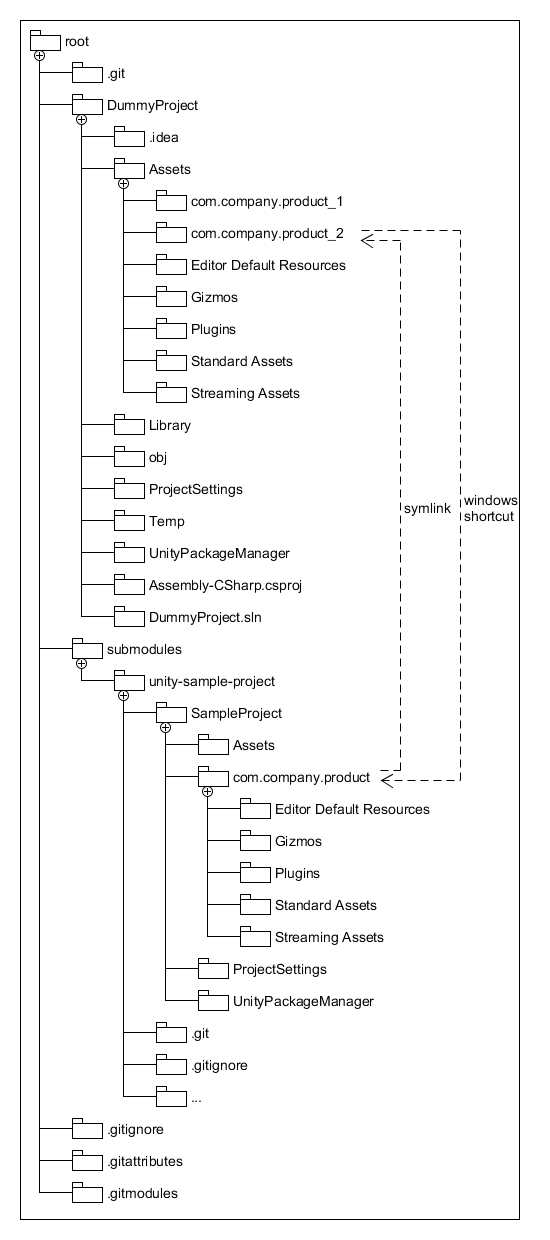 root
.git
DummyProject
.idea
Assets
com.company.product_1
com.company.product_2
Editor Default Resources
Gizmos
Plugins
Standard Assets
Streaming Assets
Library
obj
ProjectSettings
symlink
windows
shortcut
Temp
UnityPackageManager
Assembly-CSharp.csproj
DummyProject.sln
submodules
unity-sample-project
SampleProject
Assets
com.company.product
Editor Default Resources
Gizmos
Plugins
Standard Assets
Streaming Assets
ProjectSettings
UnityPackageManager
.git
.gitignore
...
.gitignore
.gitattributes
.gitmodules